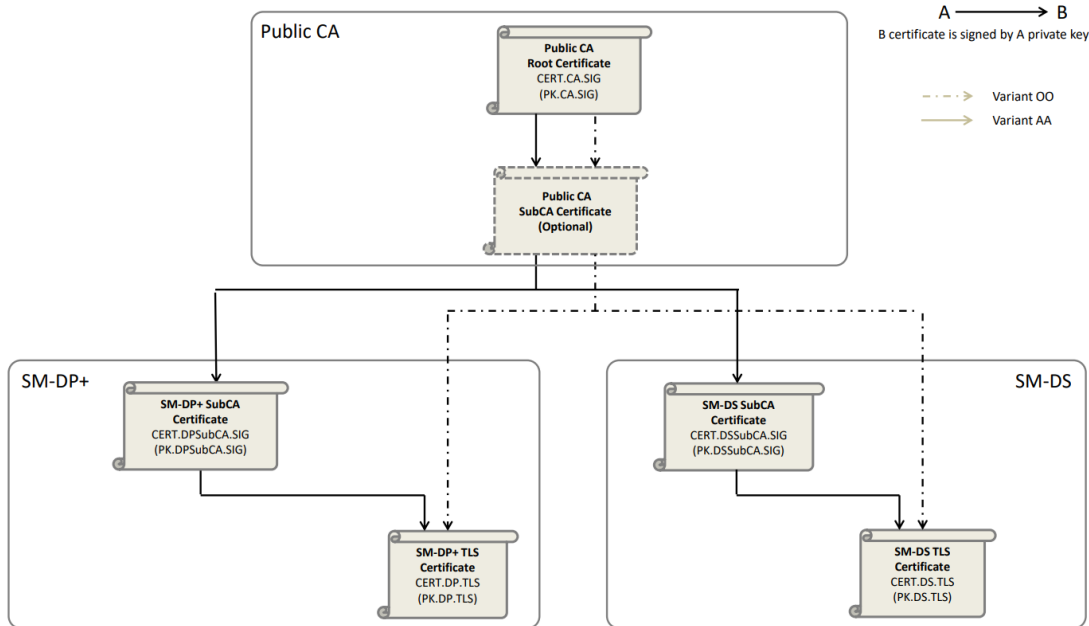 Public CA
Public CA
Root Certificate
CERT.CA.SIG
(PK.CA.SIG)
A
B
B certificate is signed by A private key
Variant OO
Variant AA
Public CA
SubCA Certificate
(Optional)
SM-DP+
SM-DP+ SubCA
Certificate
CERT.DPSubCA.SIG
(PK.DPSubCA.SIG)
SM-DP+ TLS
Certificate
CERT.DP.TLS
(PK.DP.TLS)
SM-DS
SM-DS SubCA
Certificate
CERT.DSSubCA.SIG
(PK.DSSubCA.SIG)
SM-DS TLS
Certificate
CERT.DS.TLS
(PK.DS.TLS)